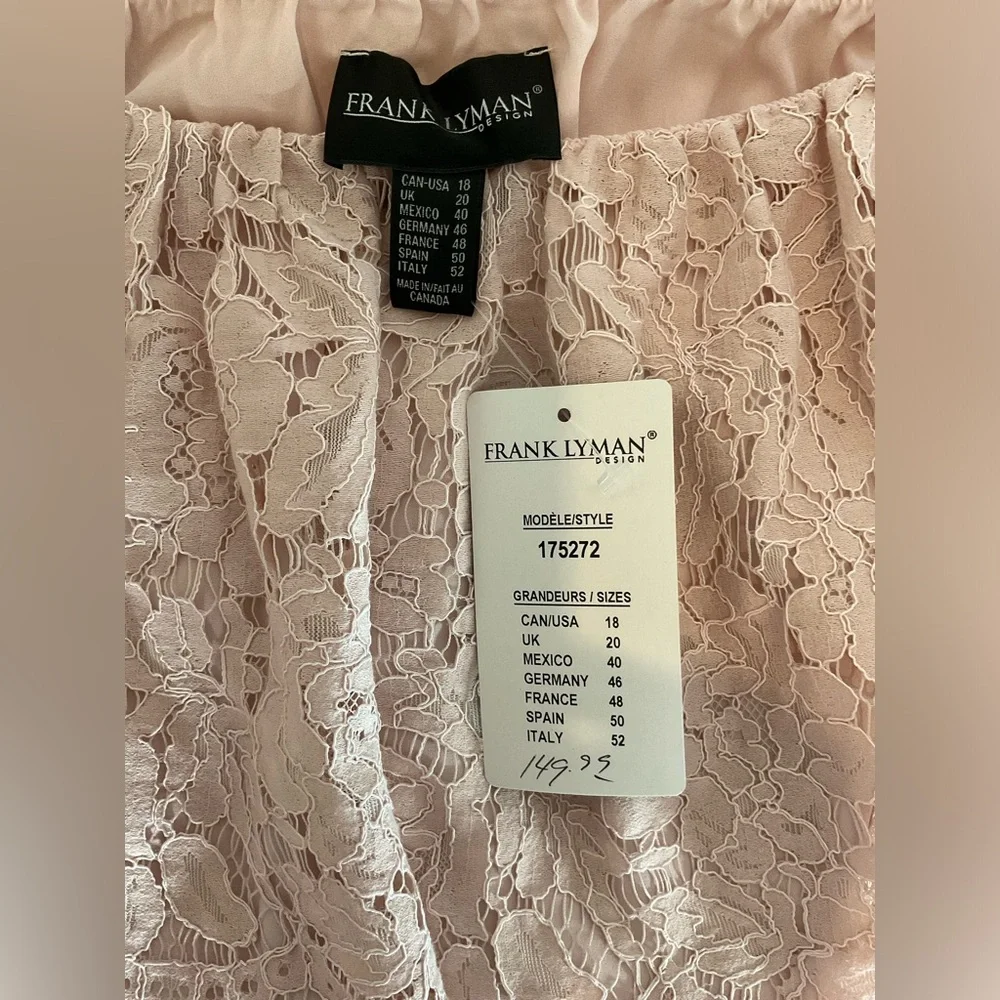 FRANK LYMAN®
DESIGN
CAN-USA 18
UK 20
MEXICO 40
GERMANY 46
FRANCE 48
SPAIN 50
ITALY 52
MADE IN/FAIT AU
CANADA
FRANK LYMAN®
DESIGN
MODÈLE/STYLE
175272
GRANDEURS / SIZES
CAN/USA 18
UK 20
MEXICO 40
GERMANY 46
FRANCE 48
SPAIN 50
ITALY 52
149.99